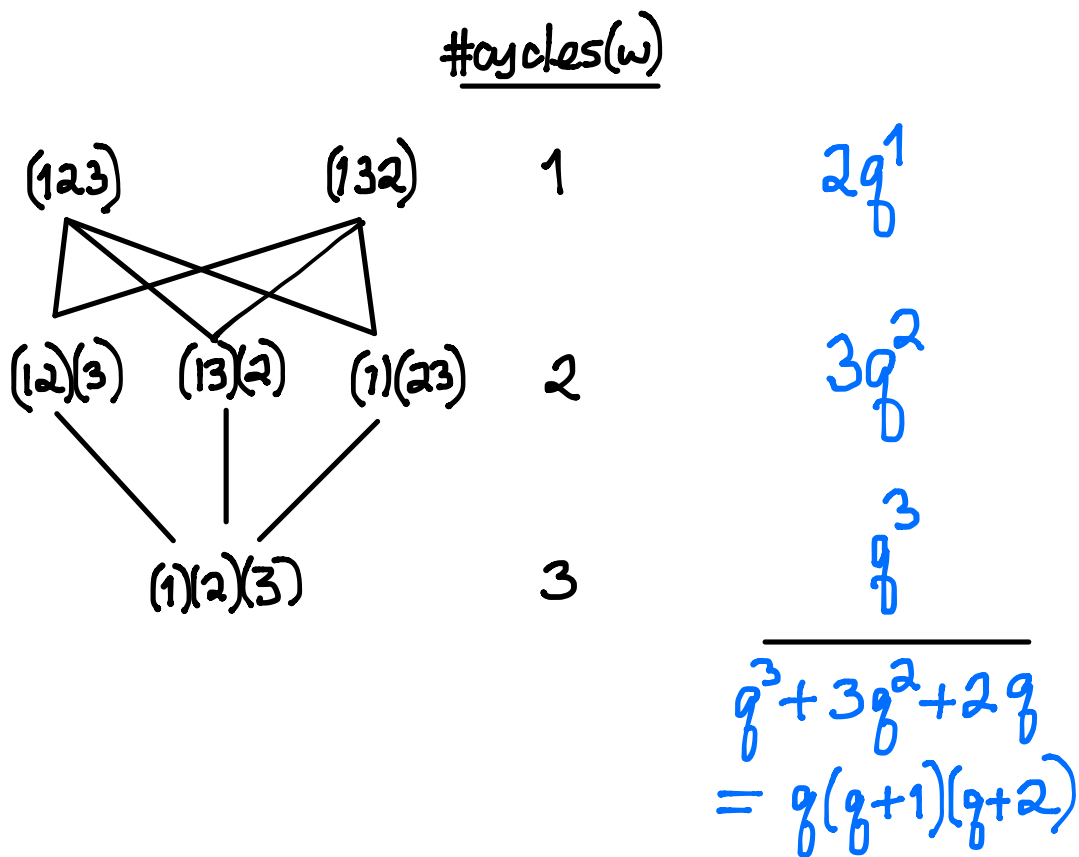 #cycles(w)
(123) (132) 1 2q^1
(12)(3) (13)(2) (1)(23) 2 3q^2
(1)(2)(3) 3 q^3
q^3+3q^2+2q
= q(q+1)(q+2)